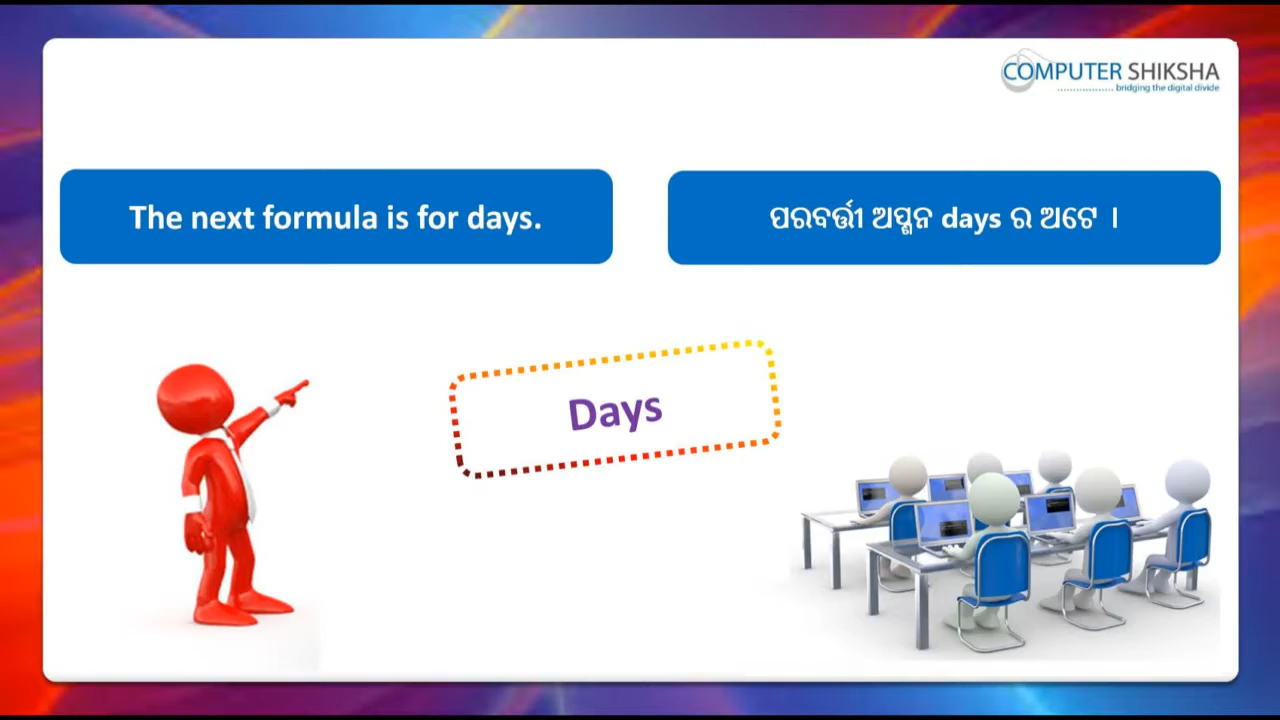 COMPUTER SHIKSHA
bridging the digital divide
The next formula is for days.
ପରବର୍ତ୍ତୀ ଅପ୍ଶନ days ର ଅଟେ ।
Days